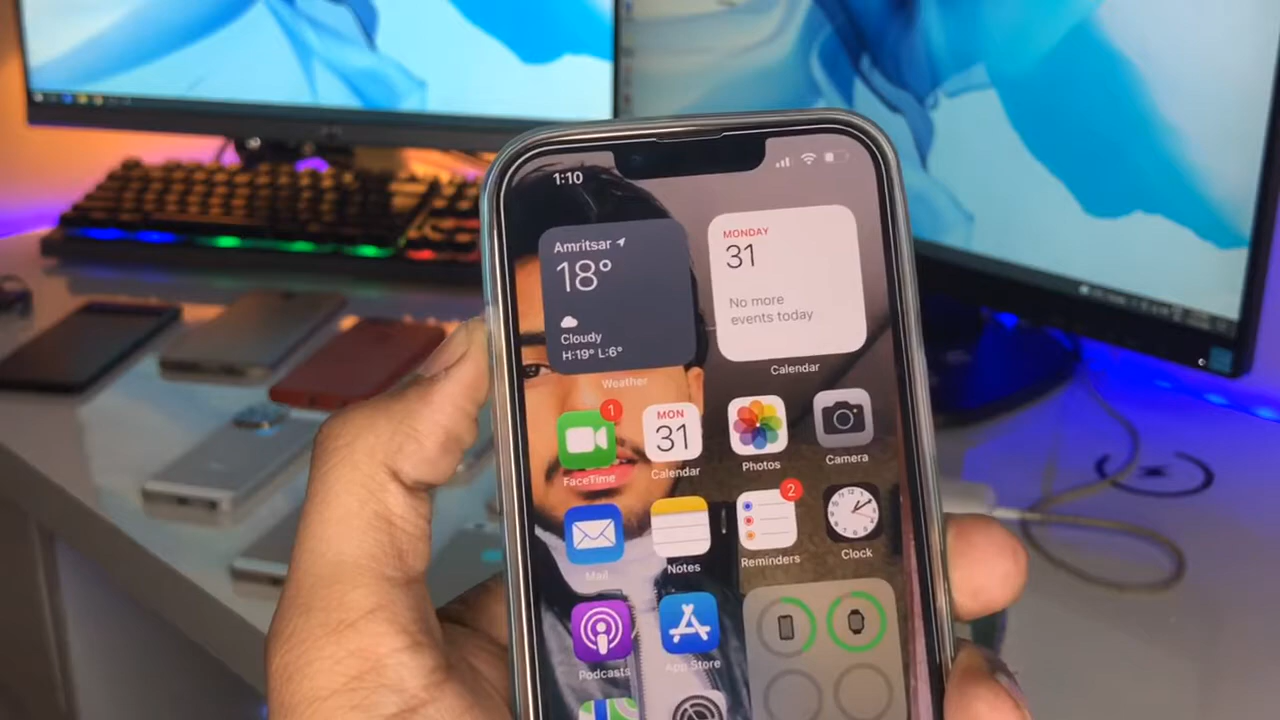 1:10
Amritsar
18°
Cloudy
H:19° L:6°
Weather
MONDAY
31
No more
events today
Calendar
1
FaceTime
MON
31
Calendar
Photos
Camera
Mail
Notes
2
Reminders
Clock
Podcasts
App Store